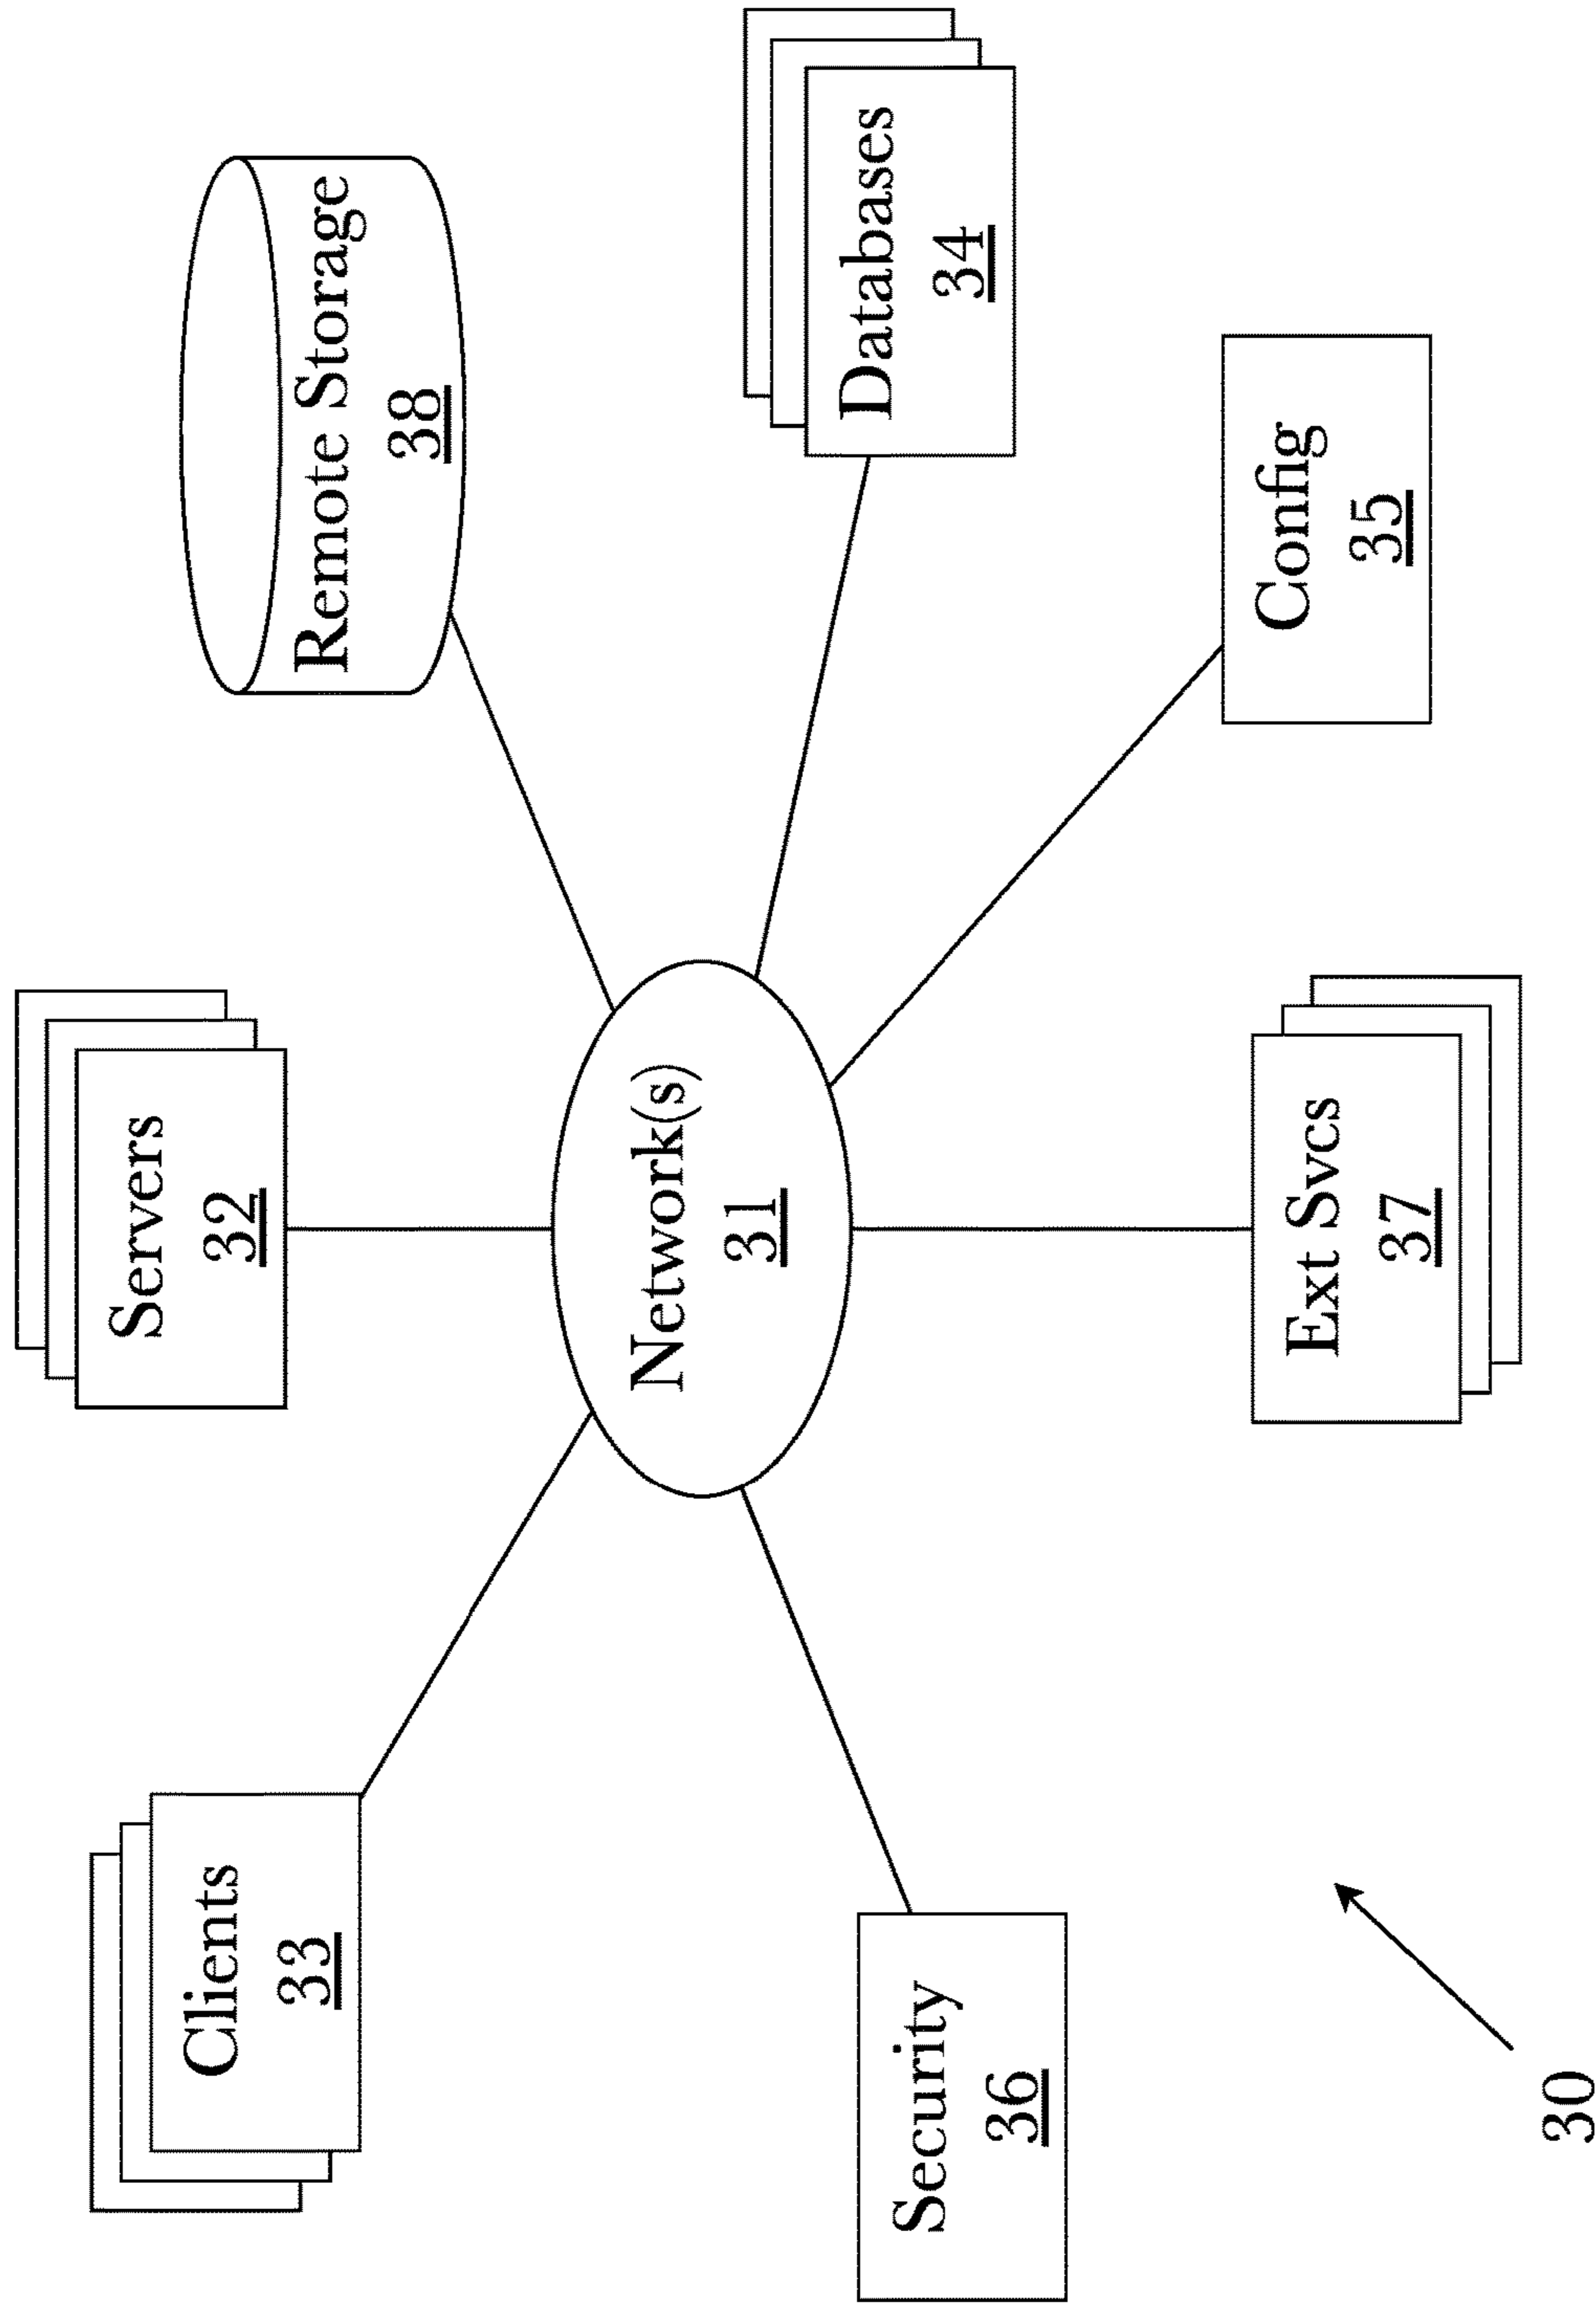 Servers
32
Clients
33
Remote Storage
38
Network(s)
31
Databases
34
Security
36
Ext Svcs
37
Config
35
30